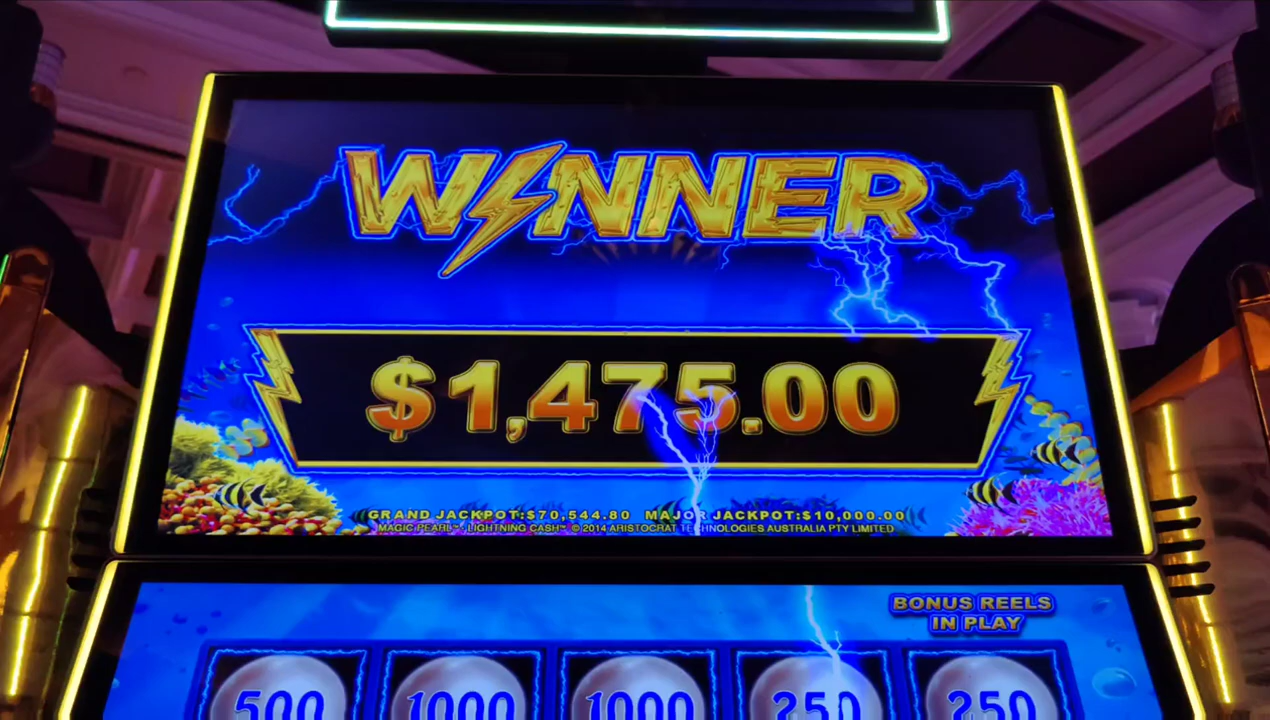 WINNER
$1,475.00
GRAND JACKPOT:$70,544.80 MAJOR JACKPOT:$10,000.00
MAGIC PEARL™ LIGHTNING CASH™ © 2014 ARISTOCRAT TECHNOLOGIES AUSTRALIA PTY LIMITED
BONUS REELS
IN PLAY
500 1000 1000 250 250